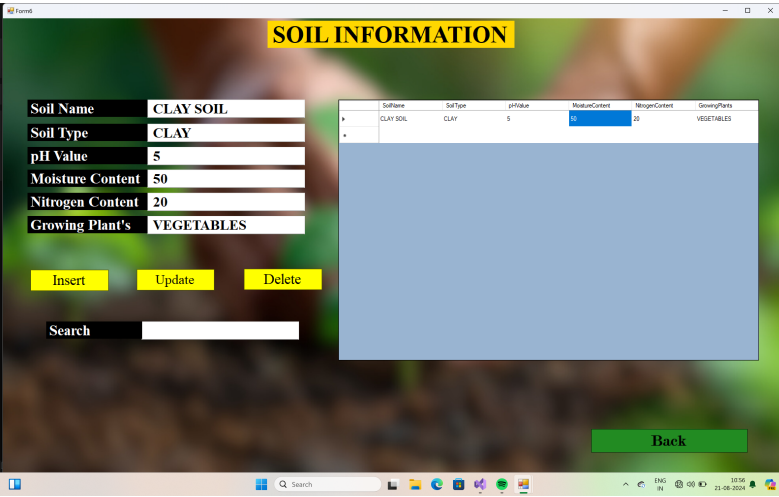 Form6
SOIL INFORMATION
Soil Name CLAY SOIL
Soil Type CLAY
pH Value 5
Moisture Content 50
Nitrogen Content 20
Growing Plant's VEGETABLES
Insert Update Delete
Search
SoilName SoilType pHValue MoistureContent NitrogenContent GrowingPlants
CLAY SOIL CLAY 5 50 20 VEGETABLES
Back
Search
ENG
IN
10:56
21-08-2024